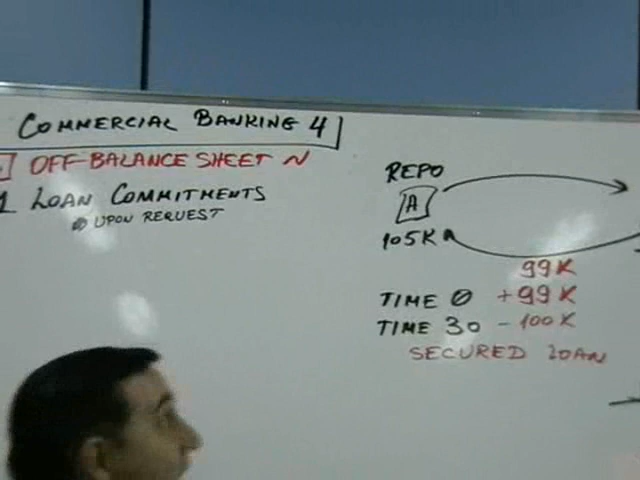 COMMERCIAL BANKING 4
OFF-BALANCE SHEET N
1 LOAN COMMITMENTS
UPON REQUEST
REPO
A
105K
99K
TIME 0 +99K
TIME 30 -100K
SECURED LOAN